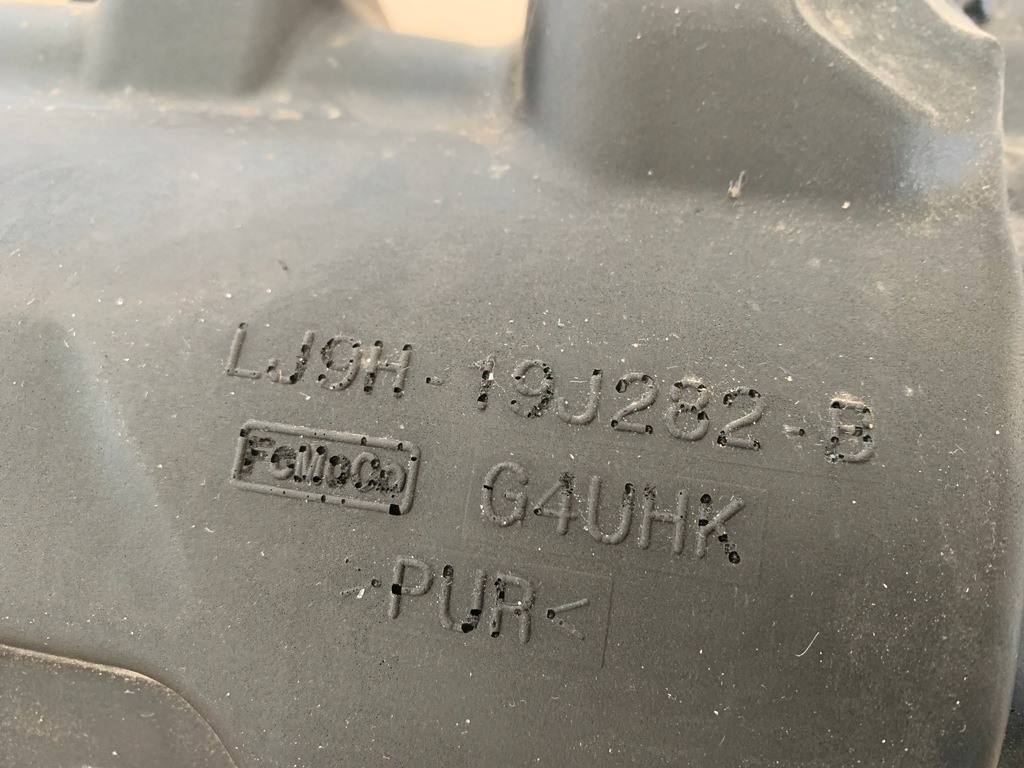 LJ9H-19J282-B
FoMoCo G4UHK
>PUR<